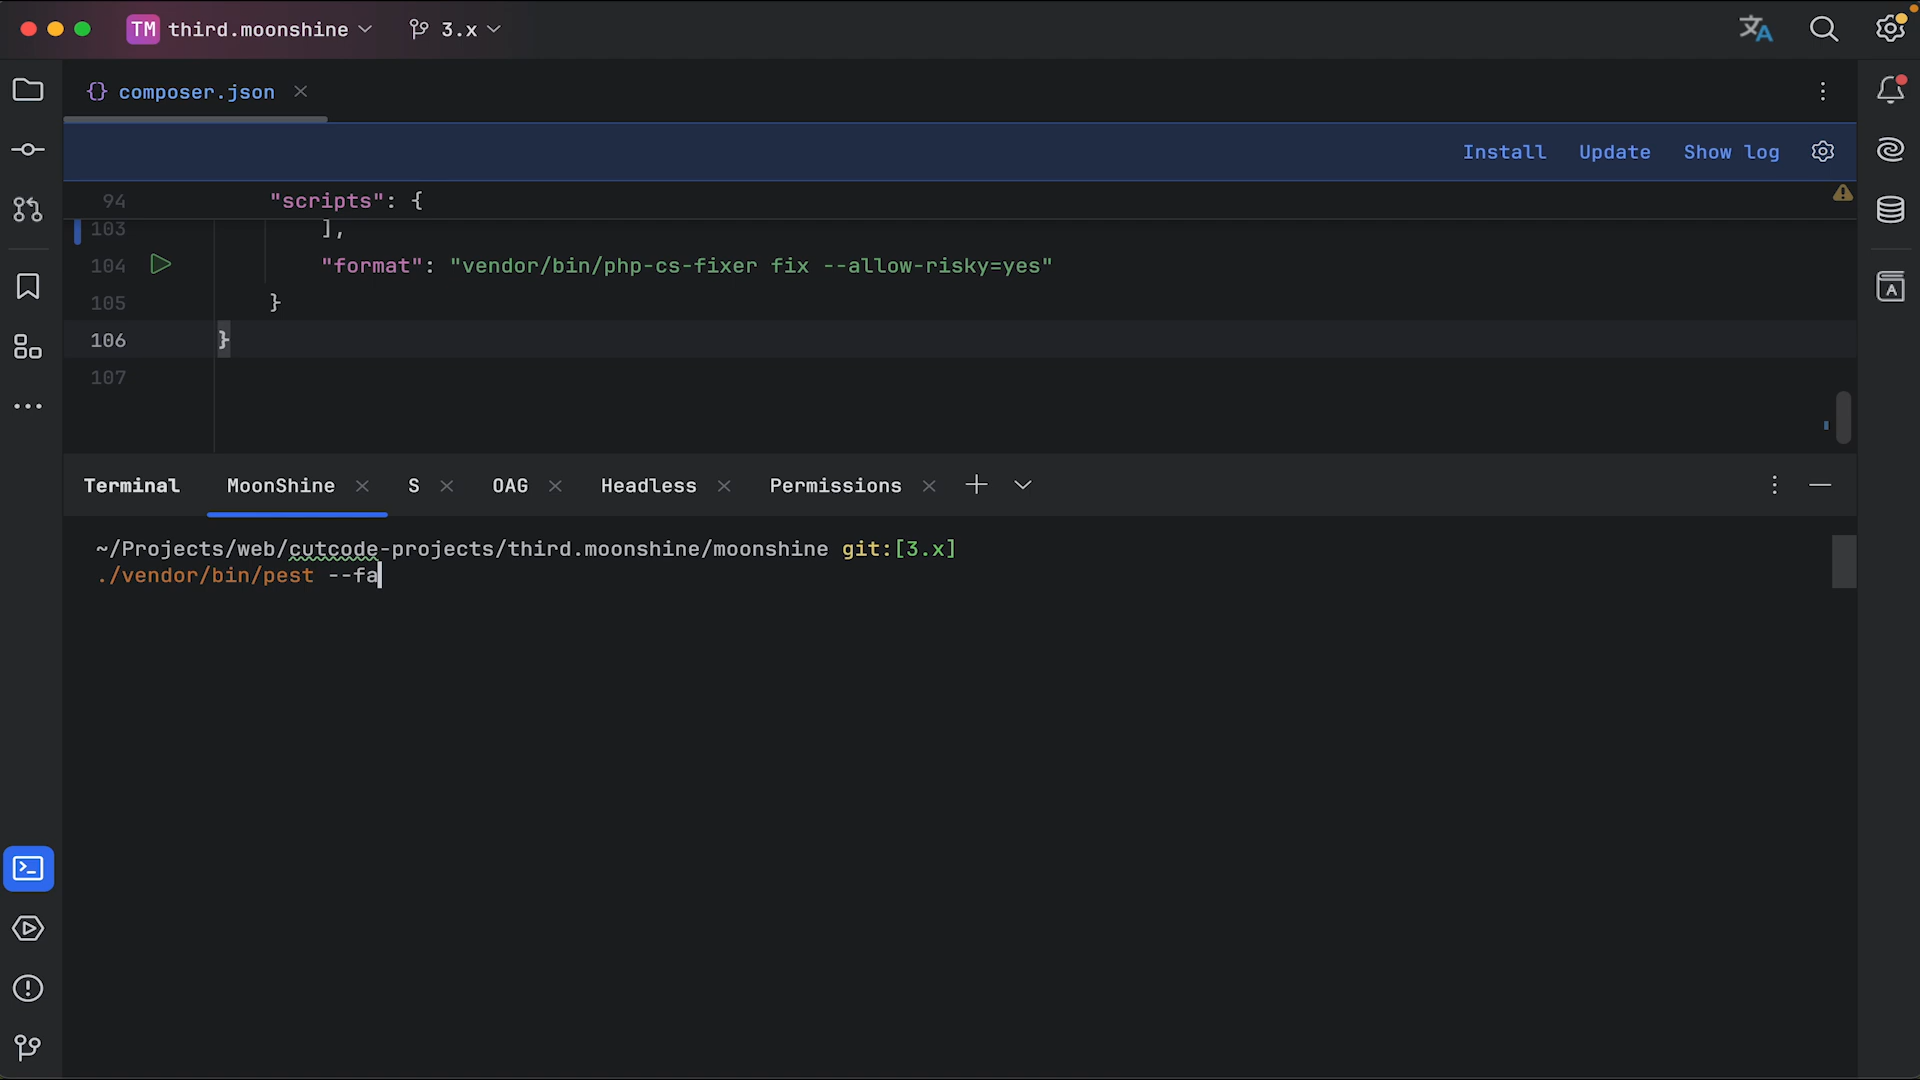 TM third.moonshine 3.x
{} composer.json
Install Update Show log
94 "scripts": {
103 ],
104 "format": "vendor/bin/php-cs-fixer fix --allow-risky=yes"
105 }
106 }
107
Terminal MoonShine S OAG Headless Permissions
~/Projects/web/cutcode-projects/third.moonshine/moonshine git:[3.x]
./vendor/bin/pest --fa